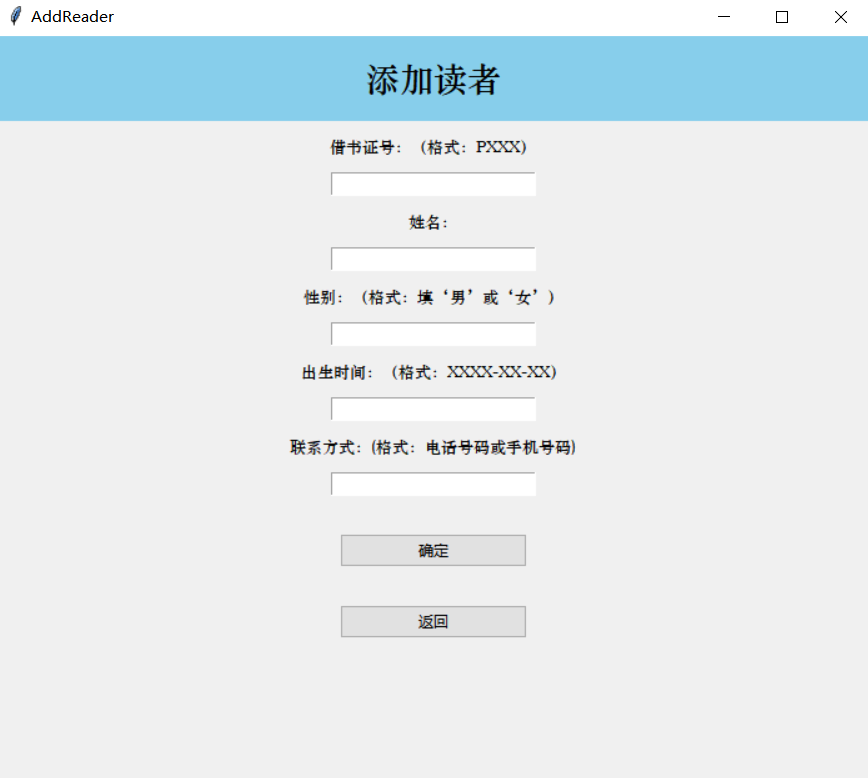 AddReader
添加读者
借书证号：（格式：PXXX）
姓名：
性别：（格式：填‘男’或‘女’）
出生时间：（格式：XXXX-XX-XX）
联系方式：(格式：电话号码或手机号码)
确定
返回